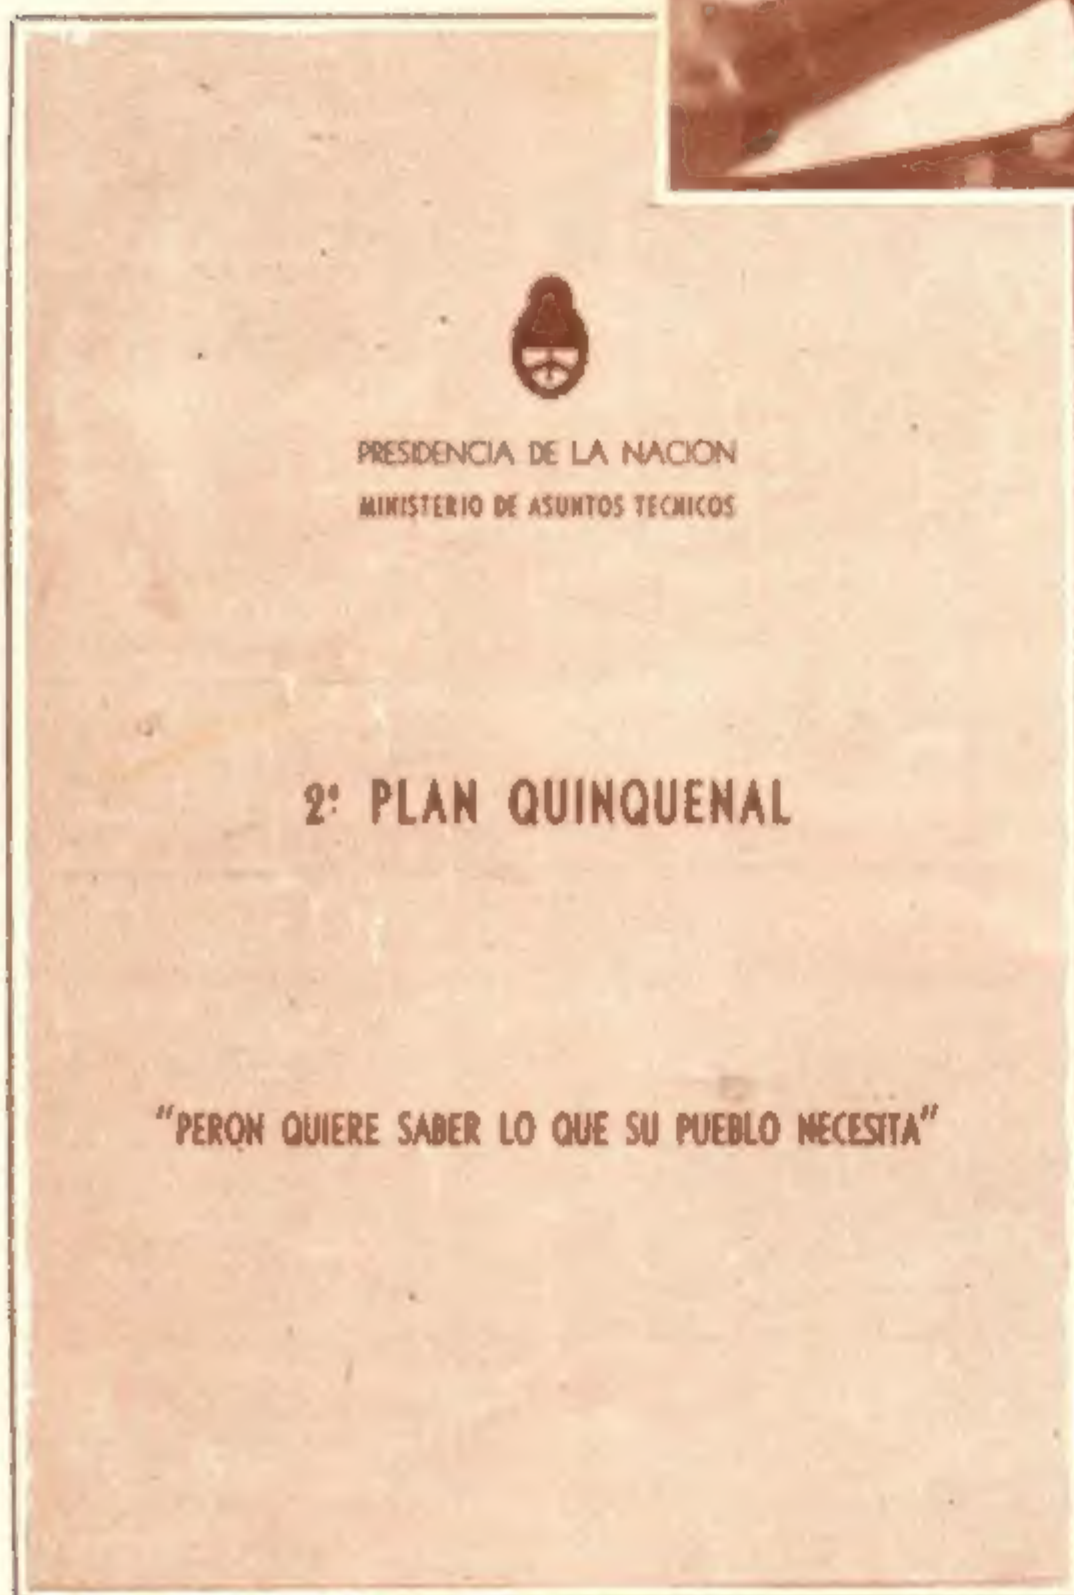 PRESIDENCIA DE LA NACION
MINISTERIO DE ASUNTOS TECNICOS
2º PLAN QUINQUENAL
"PERON QUIERE SABER LO QUE SU PUEBLO NECESITA"